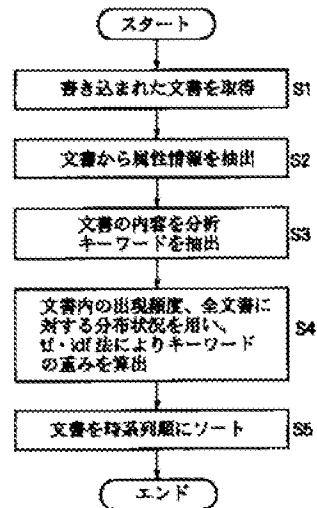 スタート
書き込まれた文書を取得 S1
文書から属性情報を抽出 S2
文書の内容を分析
キーワードを抽出 S3
文書内の出現頻度、全文書に
対する分布状況を用い、
tf・idf法によりキーワード
の重みを算出 S4
文書を時系列順にソート S5
エンド